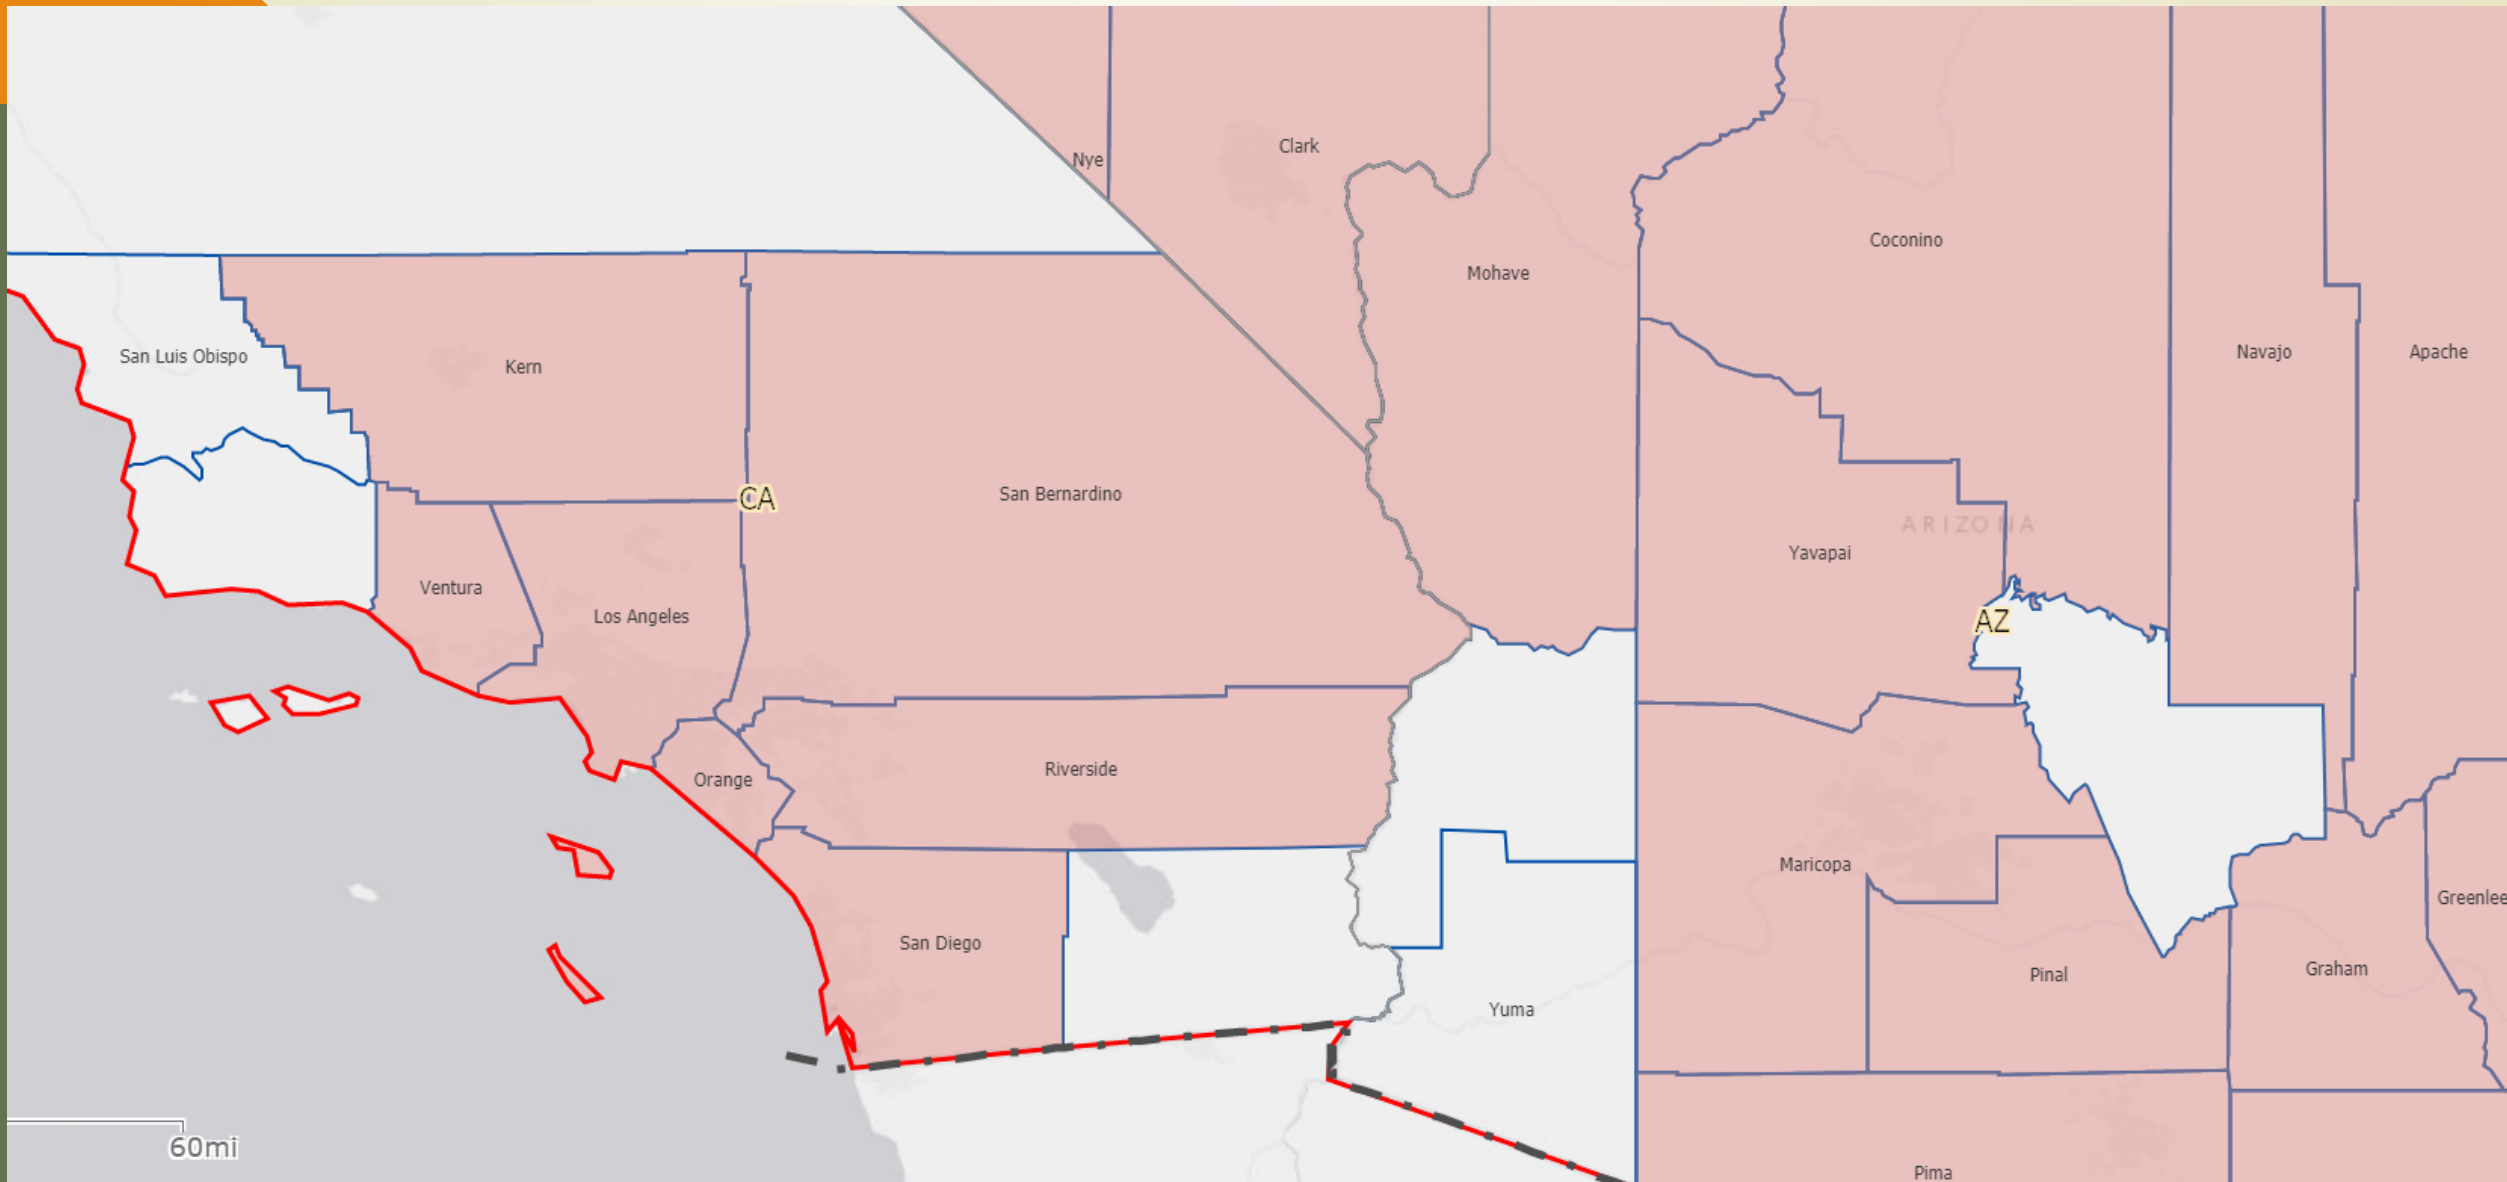 Nye
Clark
Coconino
Mohave
San Luis Obispo
Kern
Navajo
Apache
CA
San Bernardino
ARIZONA
Yavapai
Ventura
Los Angeles
AZ
Orange
Riverside
Maricopa
Greenlee
San Diego
Pinal
Graham
Yuma
60mi
Pima